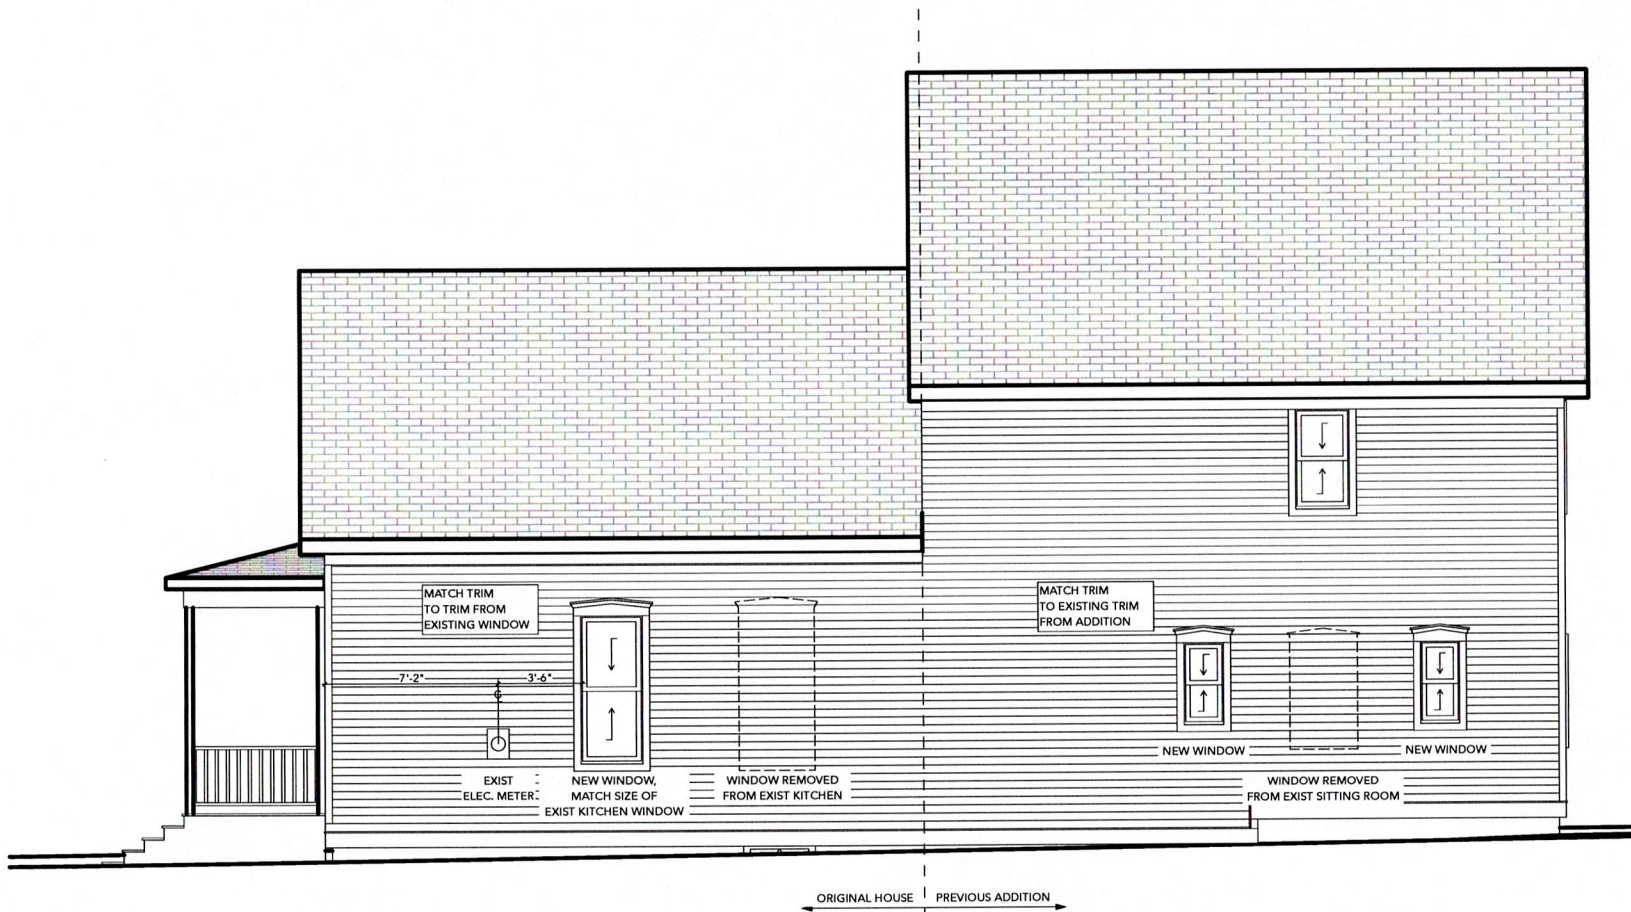 MATCH TRIM
TO TRIM FROM
EXISTING WINDOW
MATCH TRIM
TO EXISTING TRIM
FROM ADDITION
7'-2"
3'-6"
EXIST
ELEC. METER
NEW WINDOW,
MATCH SIZE OF
EXIST KITCHEN WINDOW
WINDOW REMOVED
FROM EXIST KITCHEN
NEW WINDOW
WINDOW REMOVED
FROM EXIST SITTING ROOM
NEW WINDOW
ORIGINAL HOUSE
PREVIOUS ADDITION